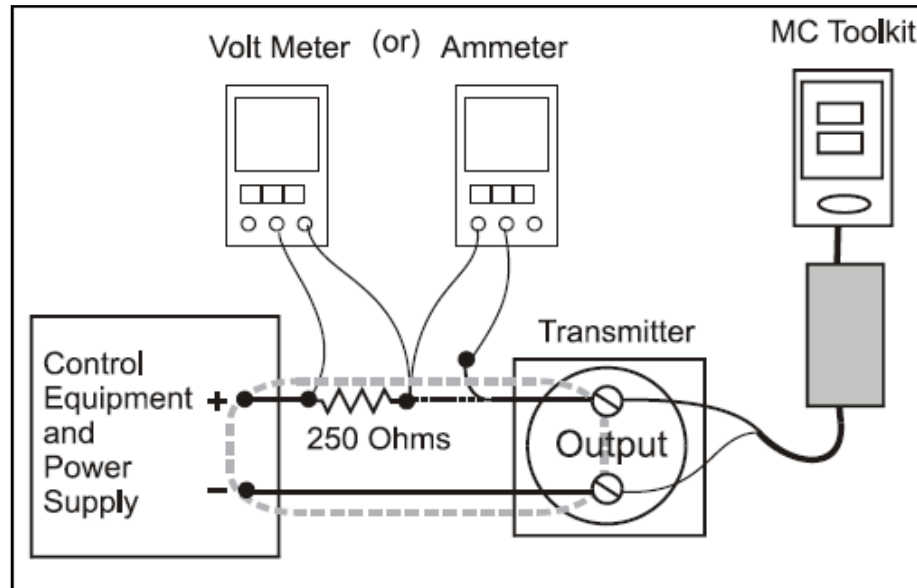 Volt Meter (or) Ammeter
MC Toolkit
Transmitter
Control
Equipment
and
Power
Supply
+
–
250 Ohms
Output